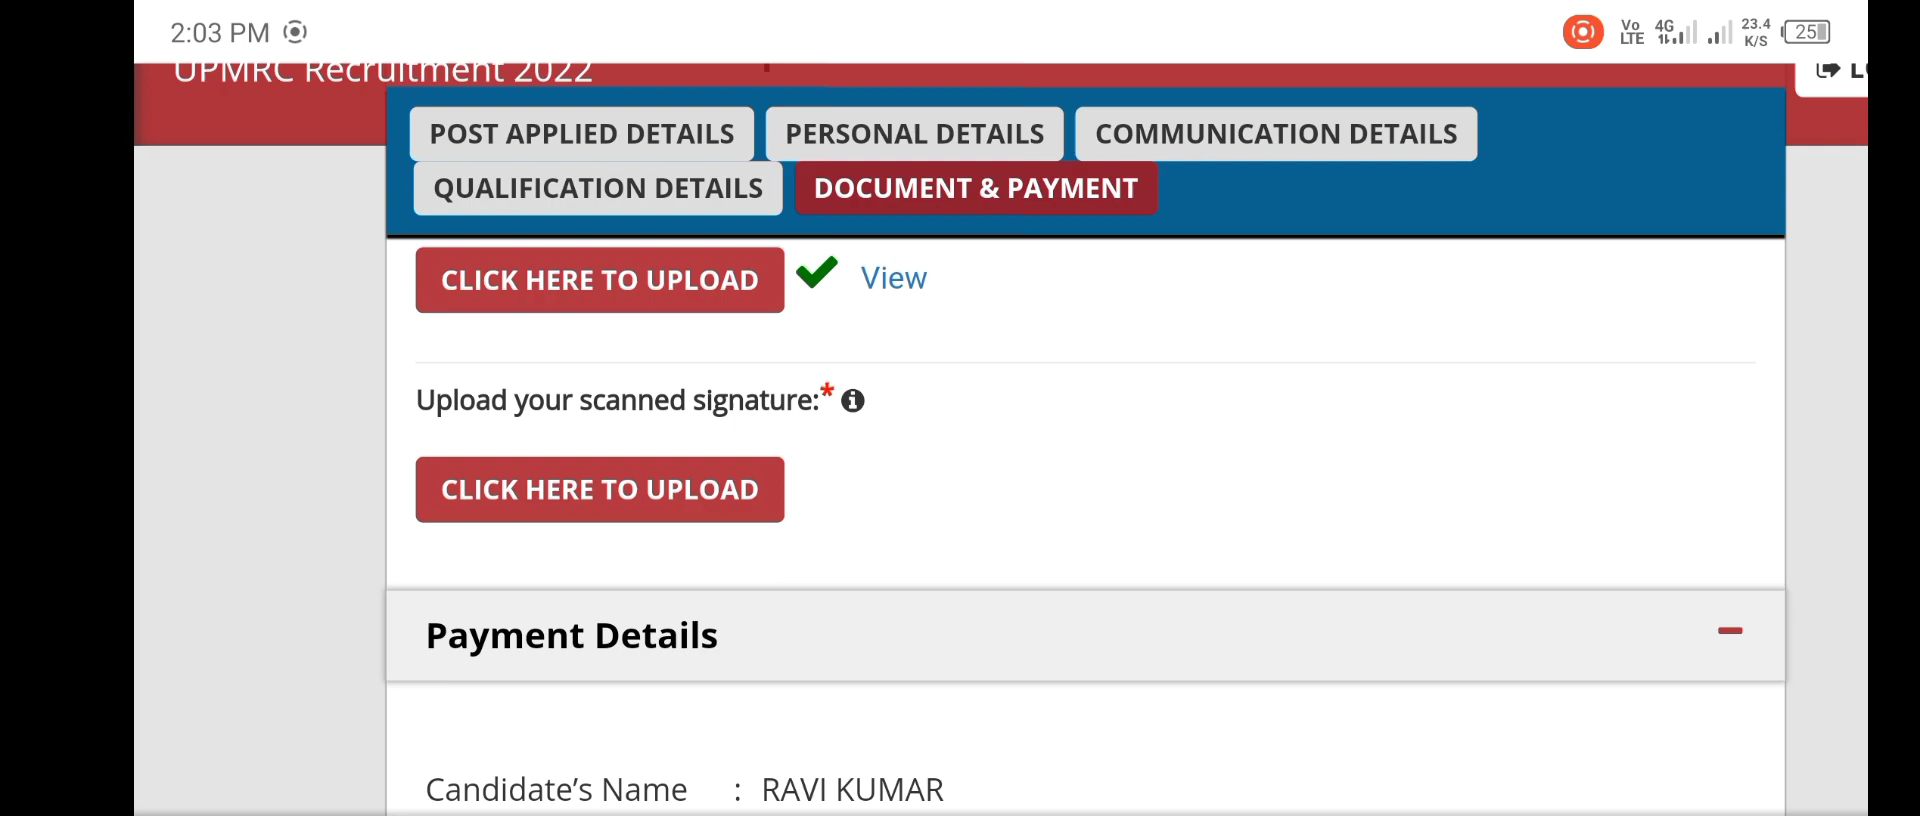 2:03 PM
Vo LTE 4G 23.4 K/S 25
UPMRC Recruitment 2022
POST APPLIED DETAILS PERSONAL DETAILS COMMUNICATION DETAILS
QUALIFICATION DETAILS DOCUMENT & PAYMENT
CLICK HERE TO UPLOAD View
Upload your scanned signature:*
CLICK HERE TO UPLOAD
Payment Details
Candidate’s Name : RAVI KUMAR